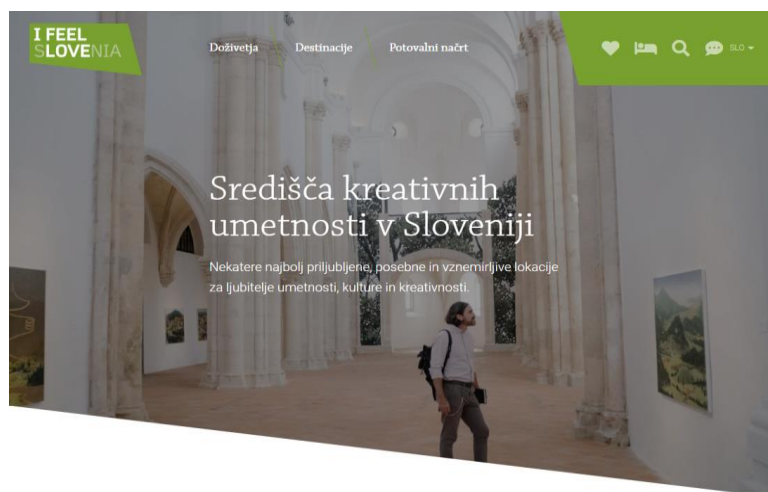 I FEEL
SLOVENIA
Doživetja
Destinacije
Potovalni načrt
SLO
Središča kreativnih
umetnosti v Sloveniji
Nekatere najbolj priljubljene, posebne in vznemirljive lokacije
za ljubitelje umetnosti, kulture in kreativnosti.